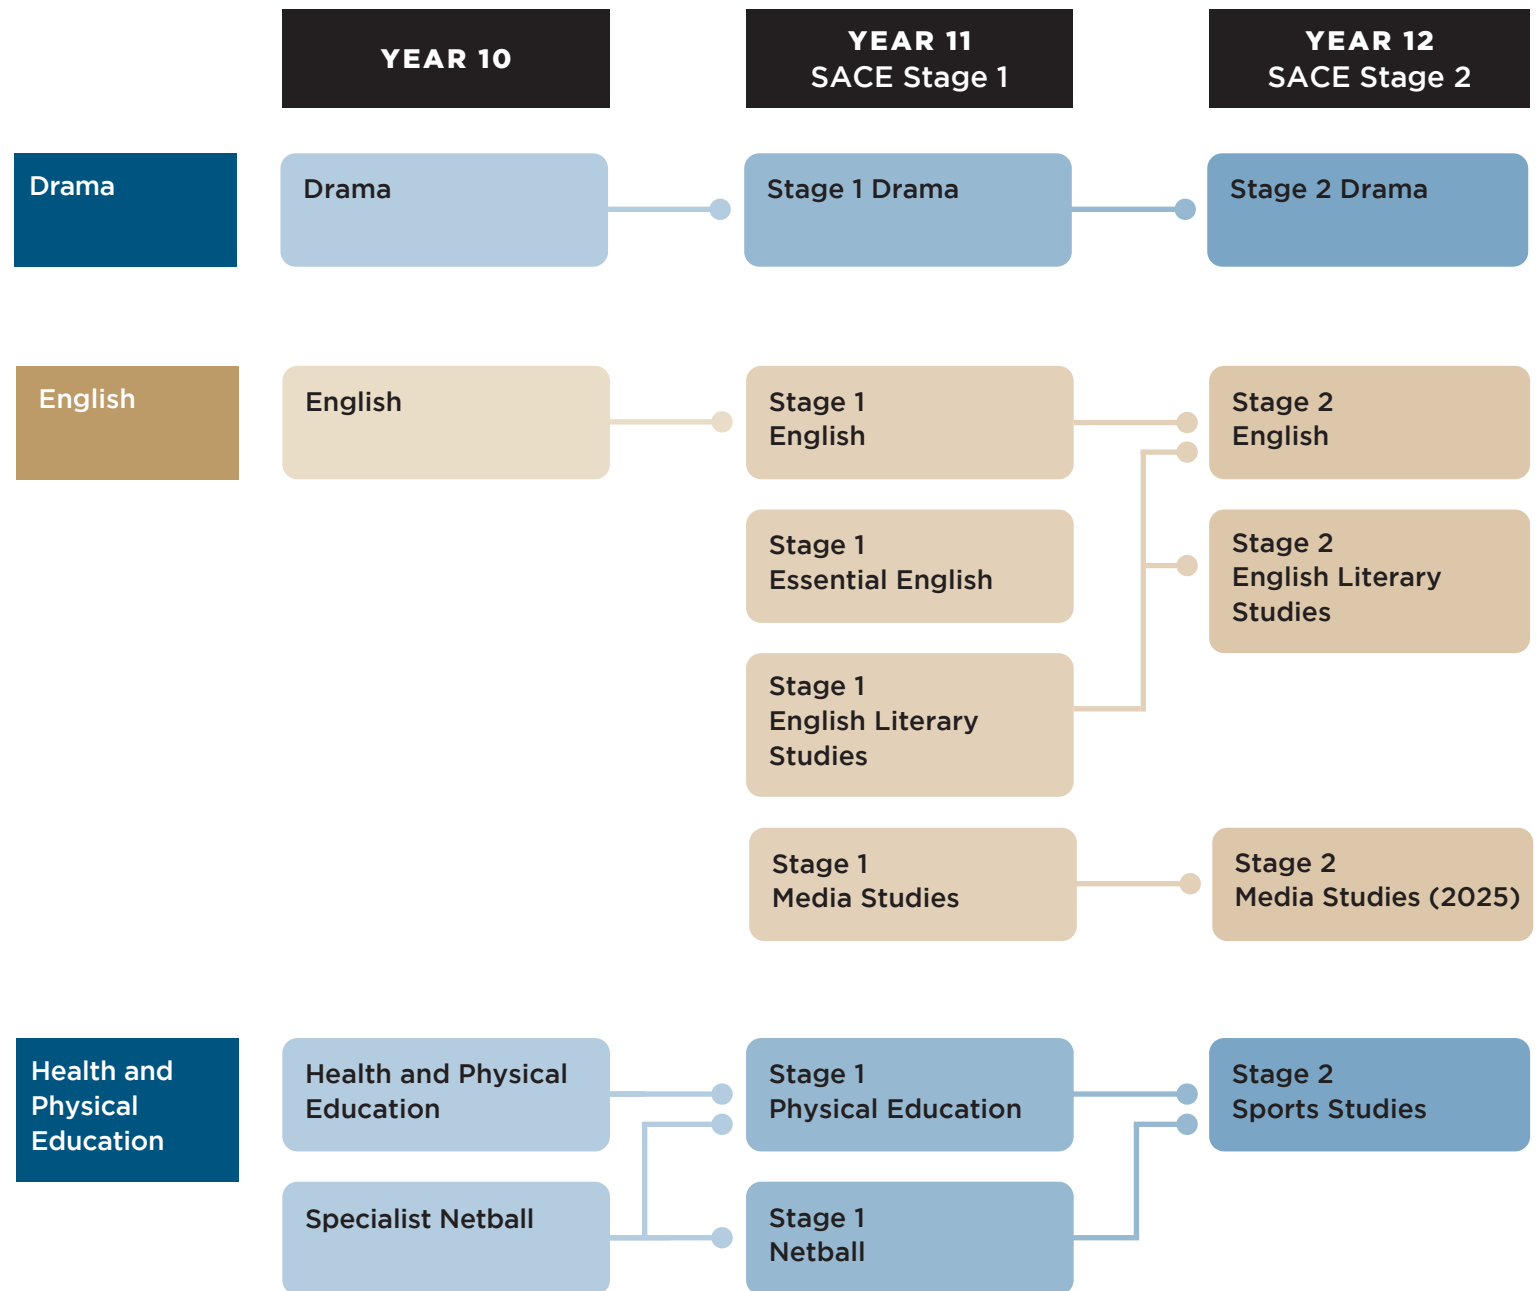 YEAR 10
YEAR 11
SACE Stage 1
YEAR 12
SACE Stage 2
Drama
Drama
Stage 1 Drama
Stage 2 Drama
English
English
Stage 1
English
Stage 2
English
Stage 1
Essential English
Stage 2
English Literary
Studies
Stage 1
English Literary
Studies
Stage 1
Media Studies
Stage 2
Media Studies (2025)
Health and
Physical
Education
Health and Physical
Education
Stage 1
Physical Education
Stage 2
Sports Studies
Specialist Netball
Stage 1
Netball